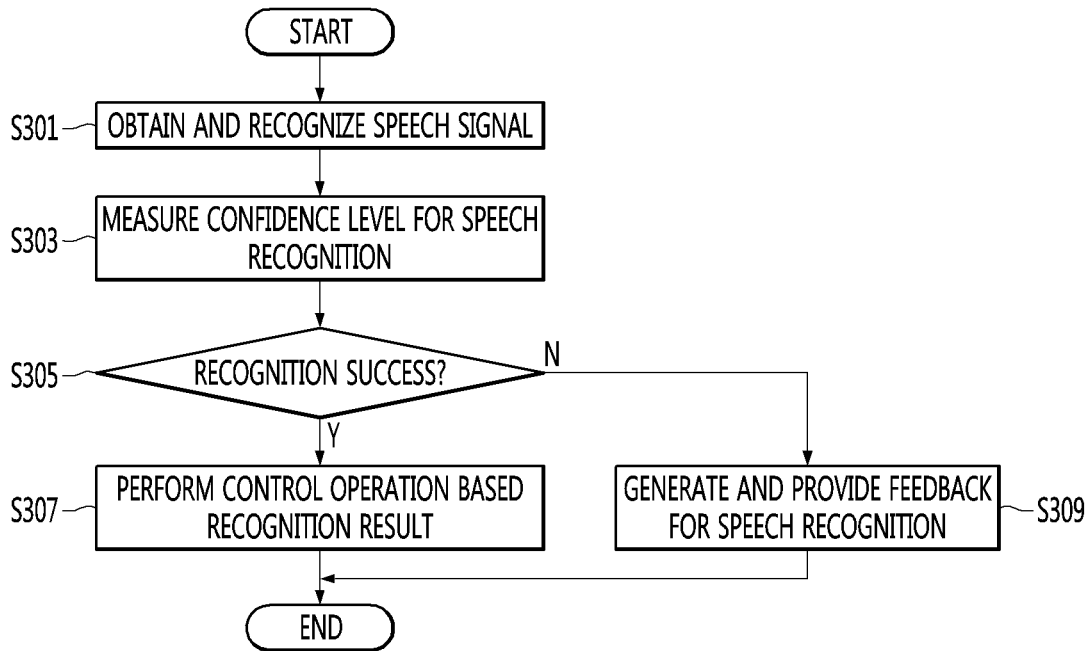 START
S301
OBTAIN AND RECOGNIZE SPEECH SIGNAL
S303
MEASURE CONFIDENCE LEVEL FOR SPEECH
RECOGNITION
S305
RECOGNITION SUCCESS?
N
Y
S307
PERFORM CONTROL OPERATION BASED
RECOGNITION RESULT
GENERATE AND PROVIDE FEEDBACK
FOR SPEECH RECOGNITION
S309
END